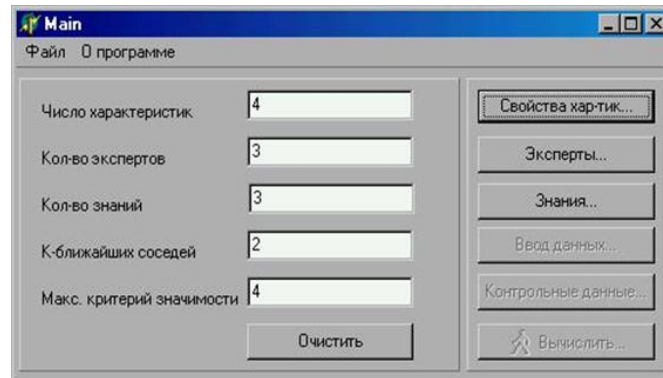 Main
Файл О программе
Число характеристик 4
Кол-во экспертов 3
Кол-во знаний 3
К-ближайших соседей 2
Макс. критерий значимости 4
Очистить
Свойства хар-тик...
Эксперты...
Знания...
Ввод данных...
Контрольные данные...
Вычислить...